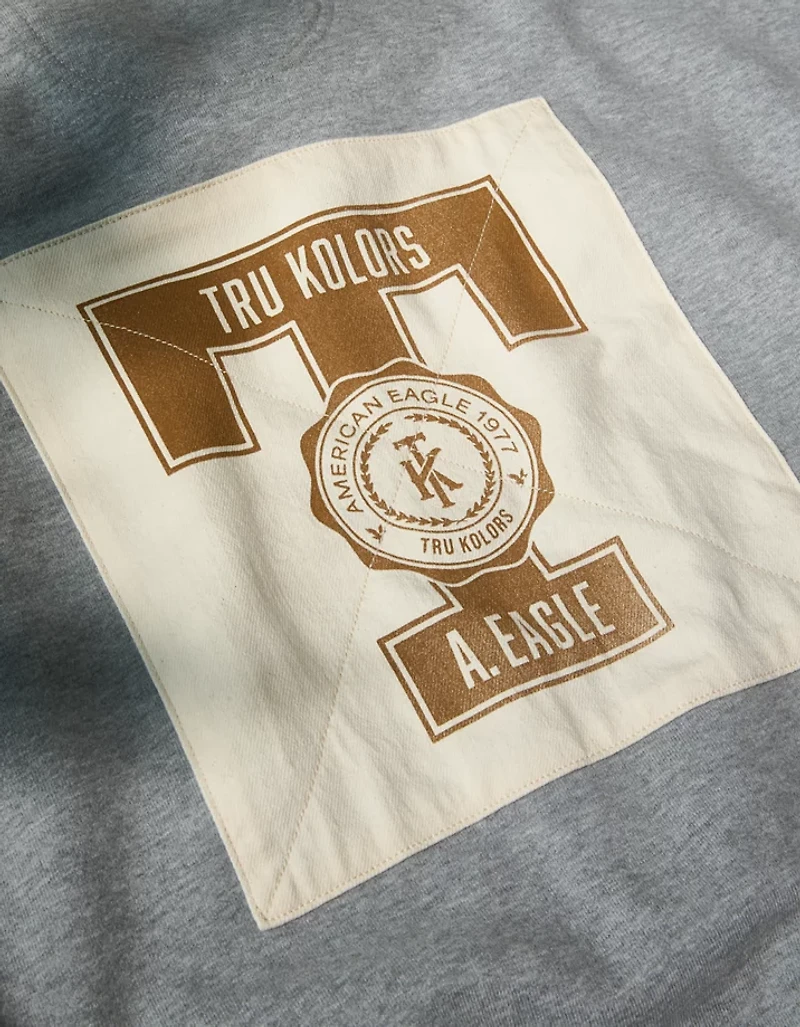 TRU KOLORS
AMERICAN EAGLE 1977
TK
TRU KOLORS
A. EAGLE